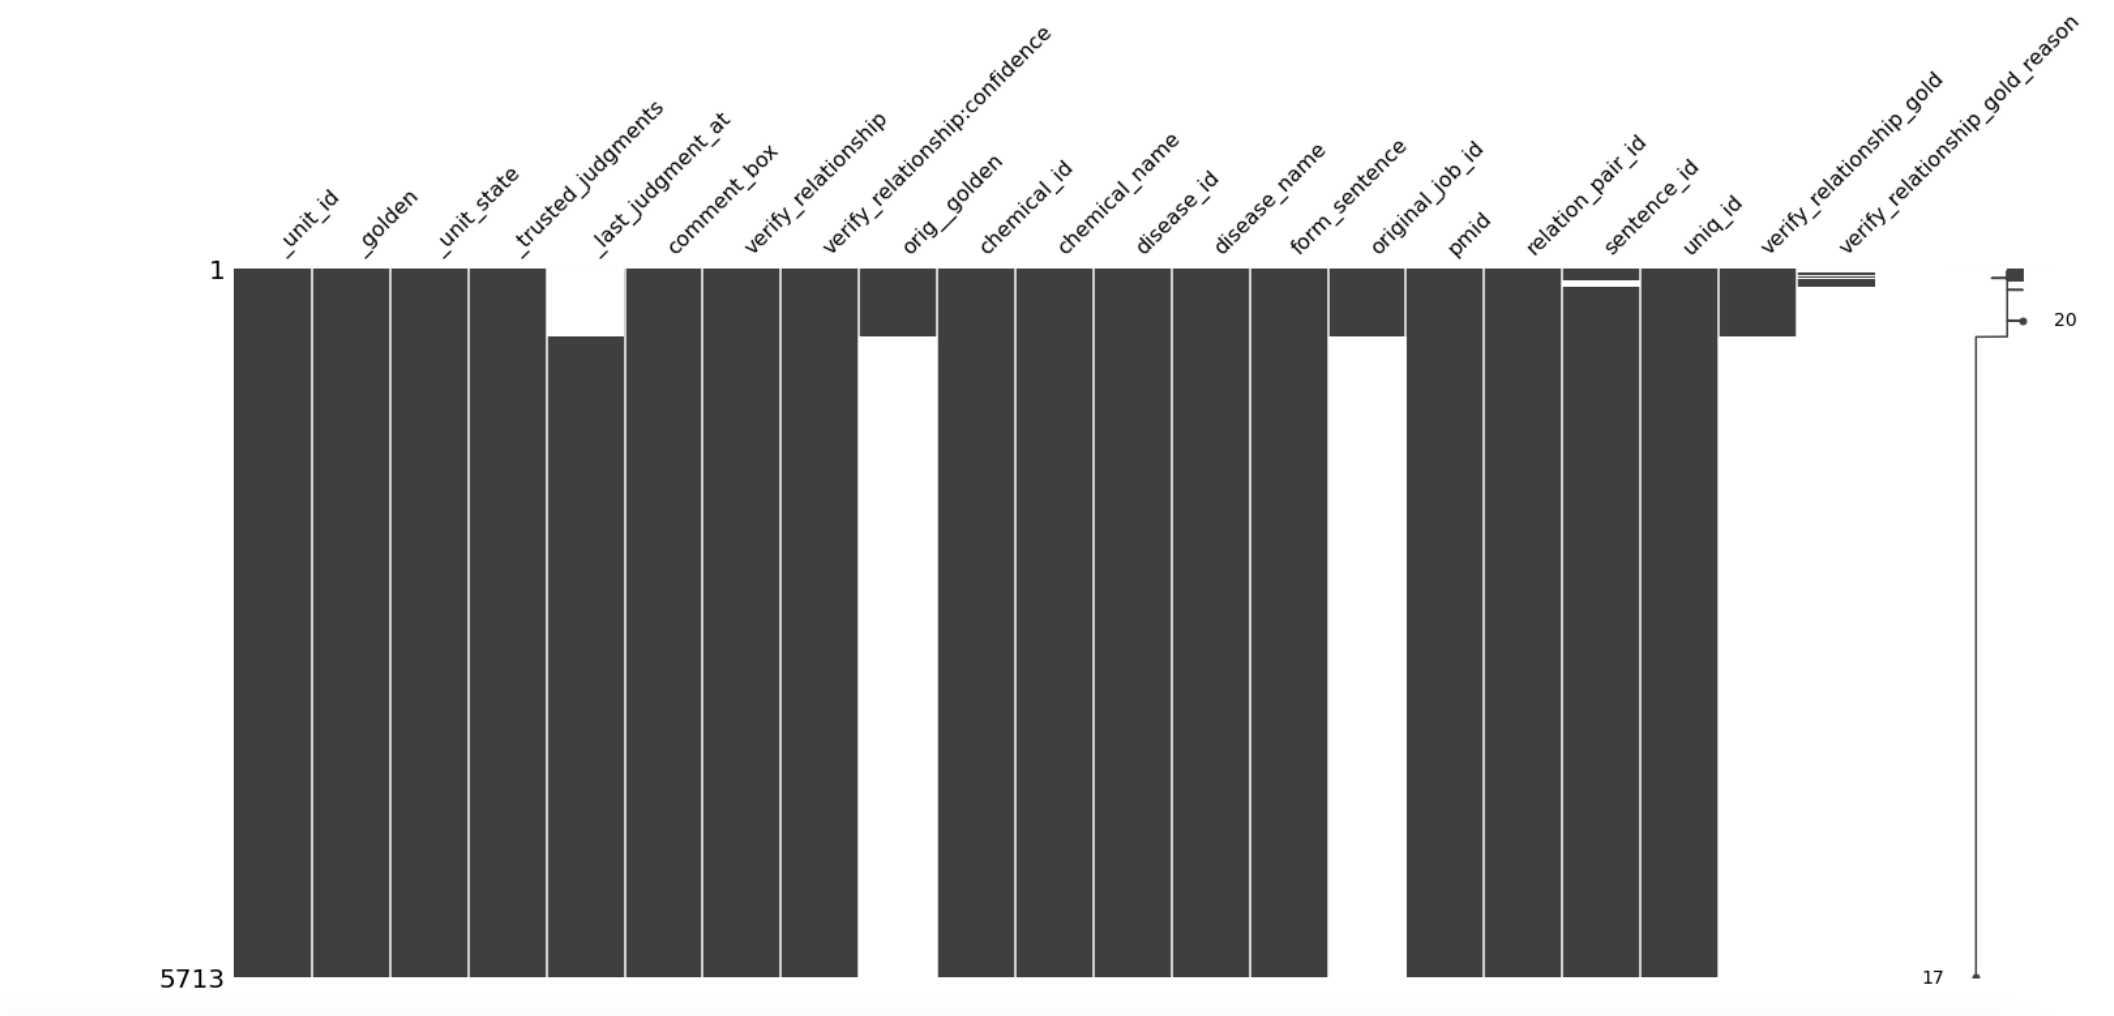 _unit_id
_golden
_unit_state
_trusted_judgments
_last_judgment_at
comment_box
verify_relationship
verify_relationship:confidence
orig__golden
chemical_id
chemical_name
disease_id
disease_name
form_sentence
original_job_id
pmid
relation_pair_id
sentence_id
uniq_id
verify_relationship_gold
verify_relationship_gold_reason
1
20
5713
17